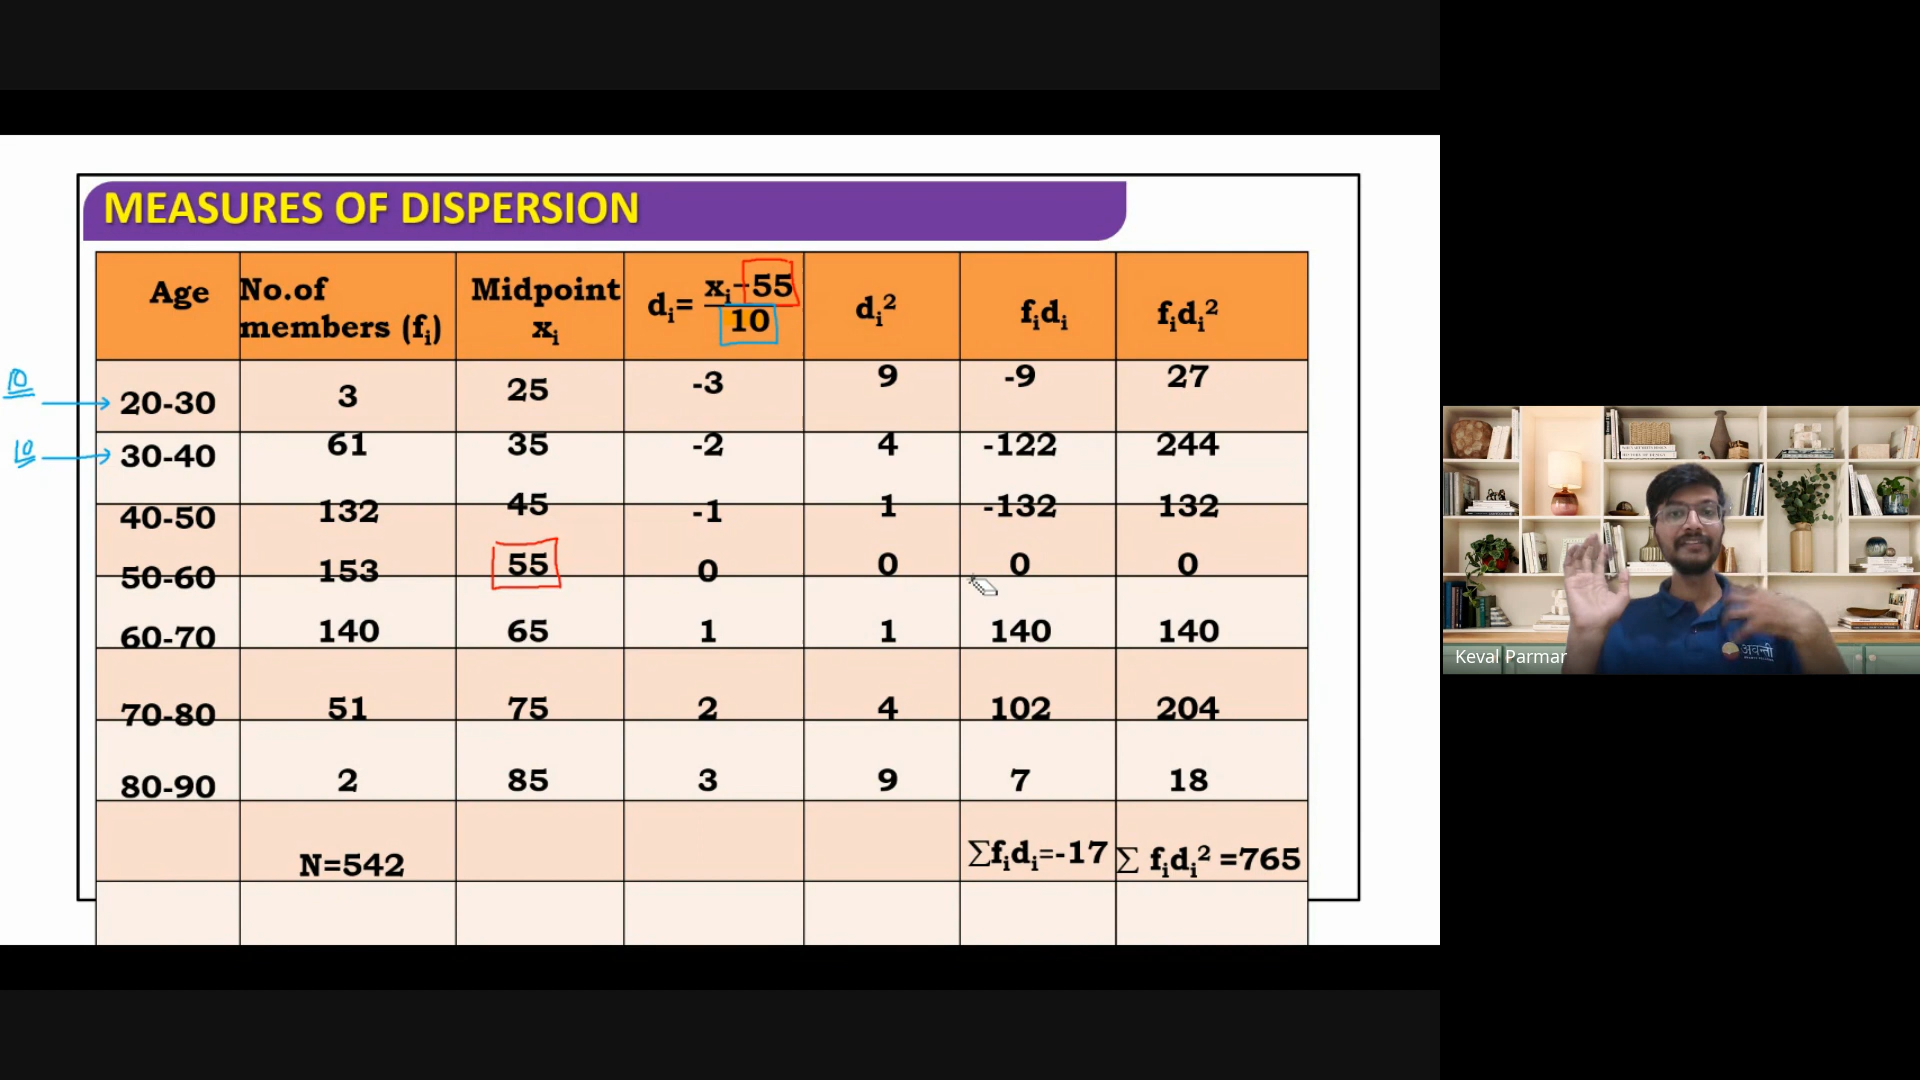 MEASURES OF DISPERSION
Age No.of members (fᵢ) Midpoint xᵢ dᵢ= xᵢ-55 / 10 dᵢ² fᵢdᵢ fᵢdᵢ²
10 20-30 3 25 -3 9 -9 27
10 30-40 61 35 -2 4 -122 244
40-50 132 45 -1 1 -132 132
50-60 153 55 0 0 0 0
60-70 140 65 1 1 140 140
70-80 51 75 2 4 102 204
80-90 2 85 3 9 7 18
N=542 ∑fᵢdᵢ=-17 ∑ fᵢdᵢ² =765
अवन्ती
Keval Parmar